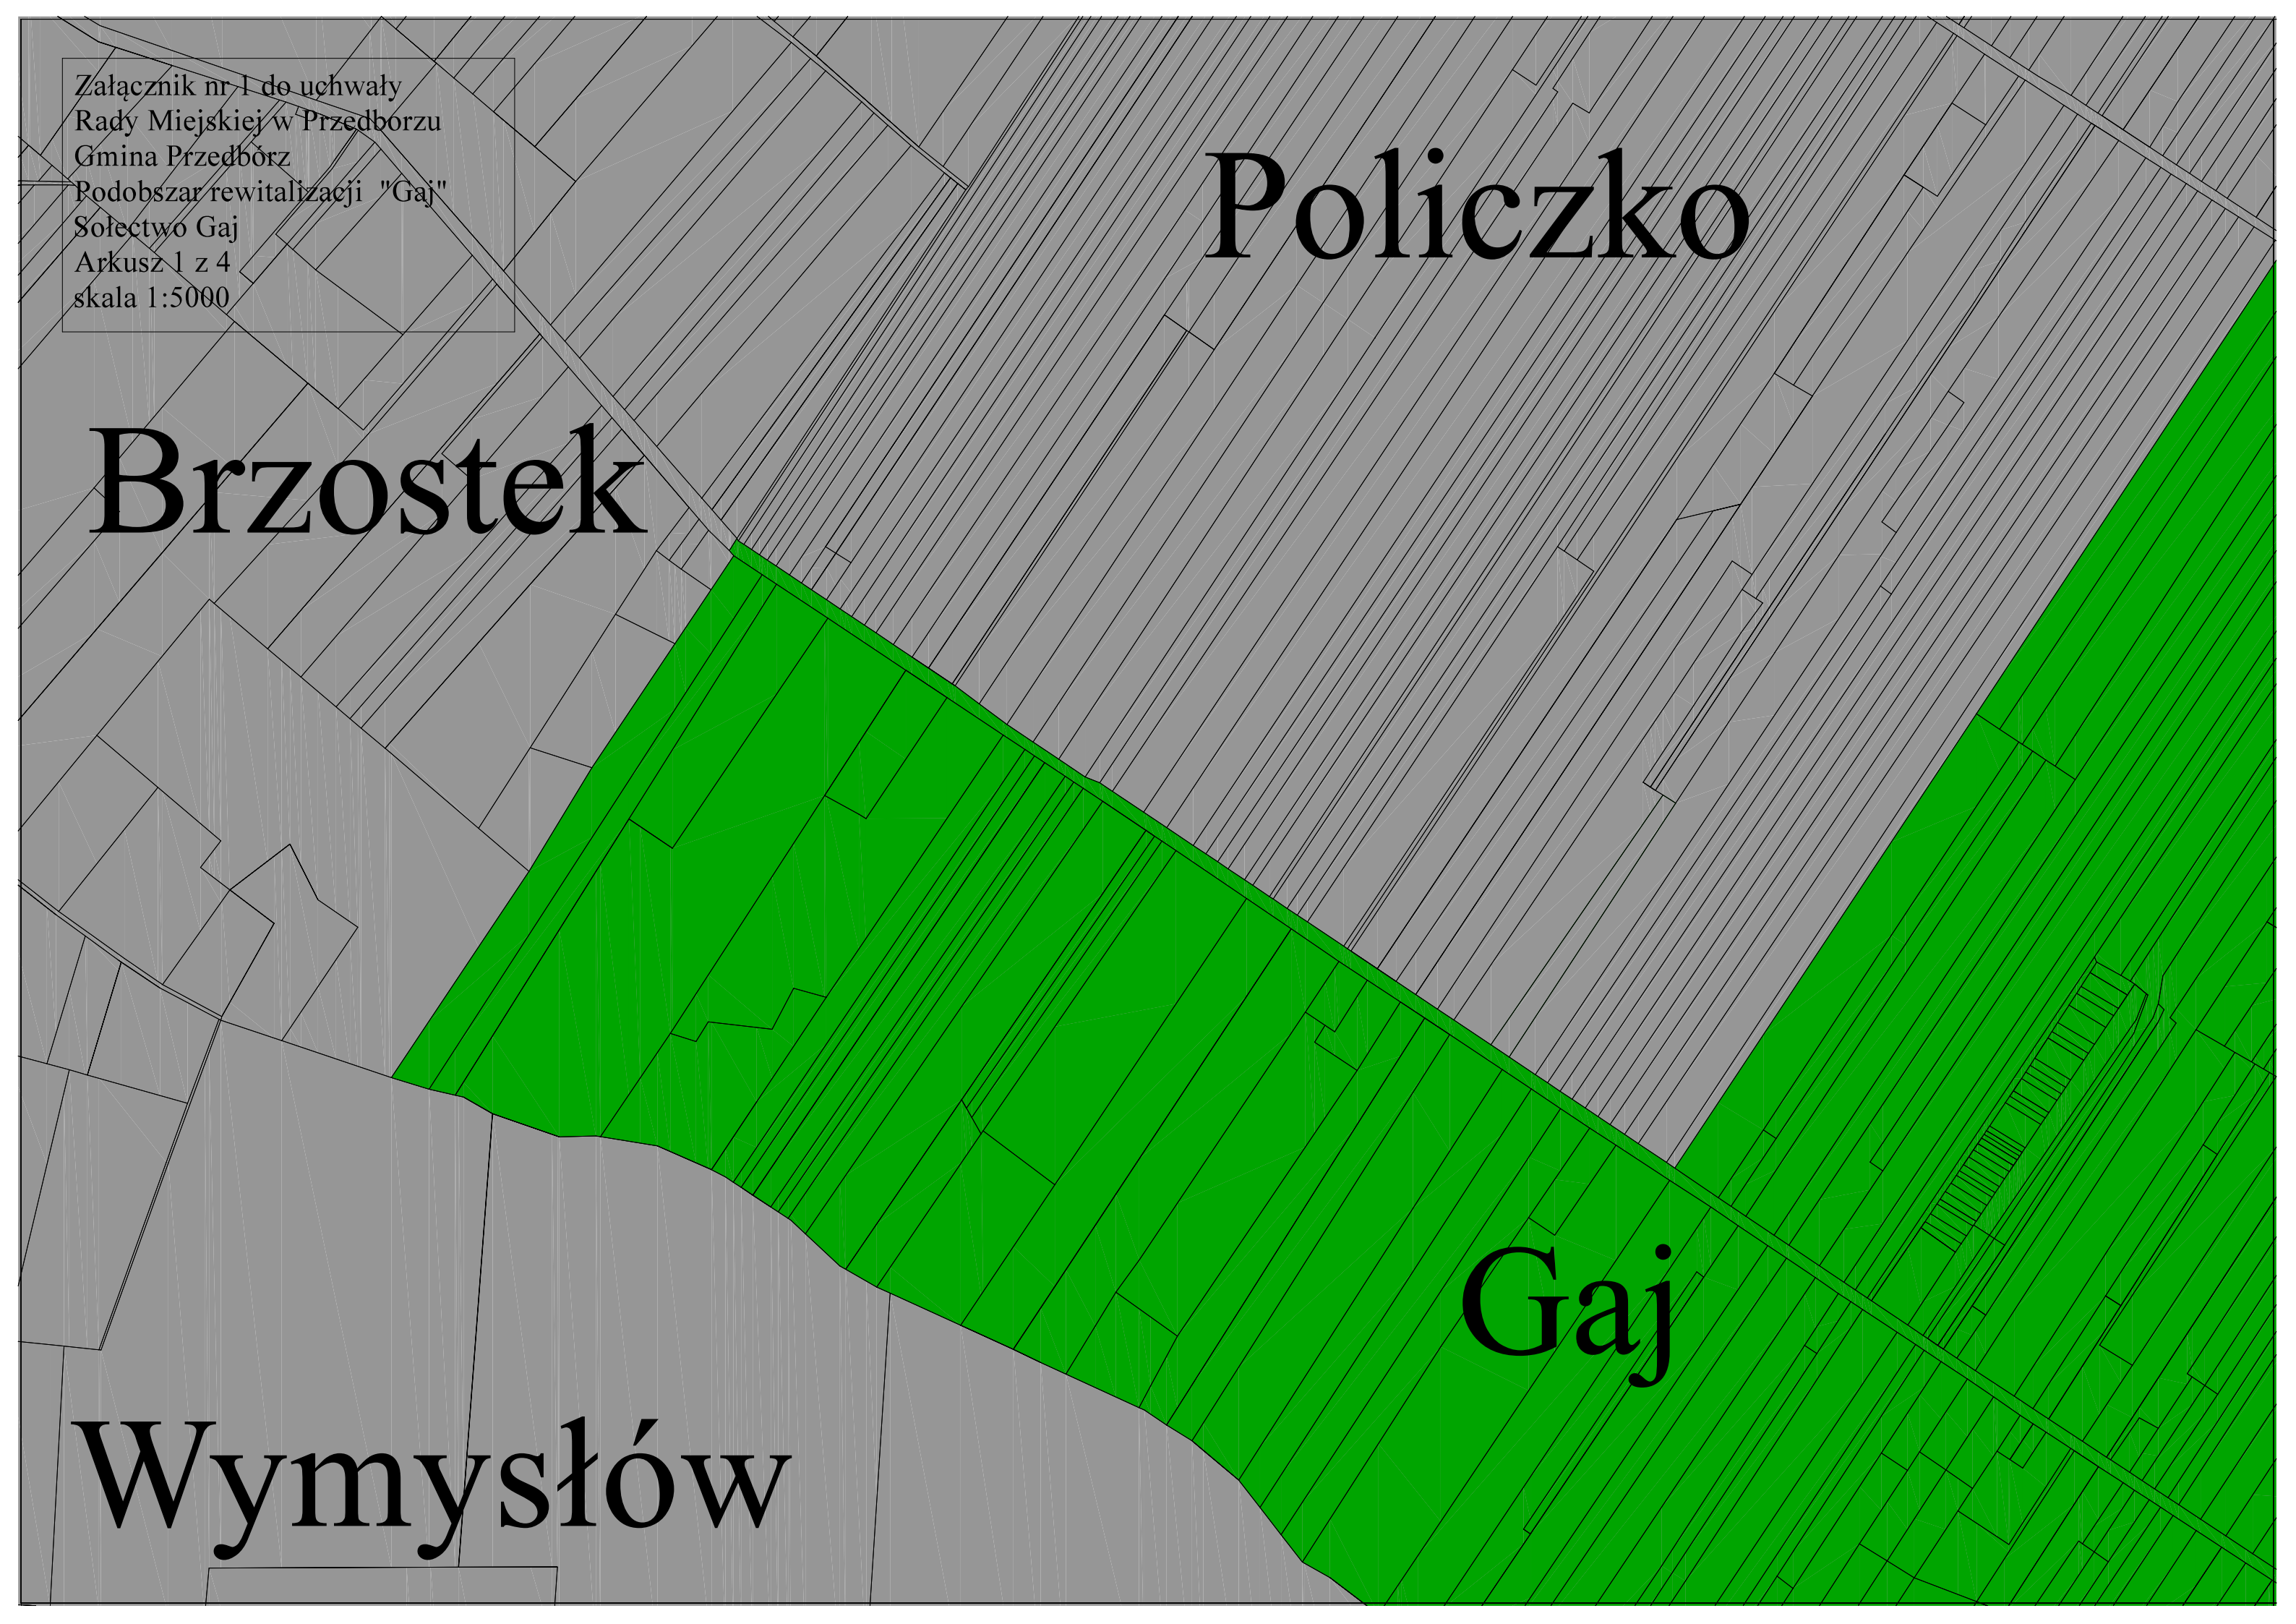 Załącznik nr 1 do uchwały
Rady Miejskiej w Przedborzu
Gmina Przedbórz
Podobszar rewitalizacji "Gaj"
Sołectwo Gaj
Arkusz 1 z 4
skala 1:5000
Policzko
Brzostek
Gaj
Wymysłów